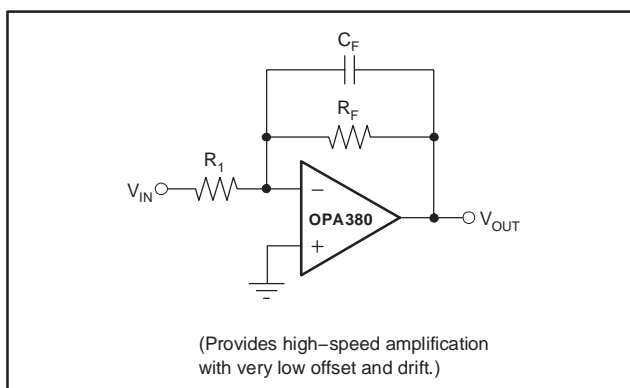 C_F
R_F
R_1
V_IN
−
OPA380
+
V_OUT
(Provides high−speed amplification
with very low offset and drift.)